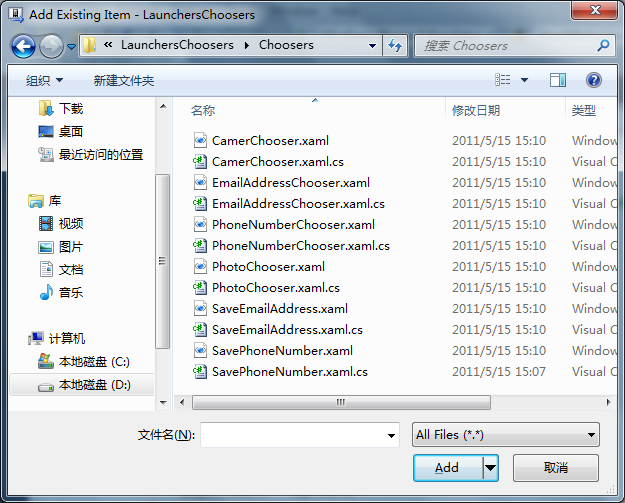 Add Existing Item - LaunchersChoosers
« LaunchersChoosers Choosers 搜索 Choosers
组织 新建文件夹
名称 修改日期 类型
下载
桌面
最近访问的位置
库
视频
图片
文档
音乐
计算机
本地磁盘 (C:)
本地磁盘 (D:)
CamerChooser.xaml 2011/5/15 15:10 Window
CamerChooser.xaml.cs 2011/5/15 15:10 Visual C
EmailAddressChooser.xaml 2011/5/15 15:10 Window
EmailAddressChooser.xaml.cs 2011/5/15 15:10 Visual C
PhoneNumberChooser.xaml 2011/5/15 15:10 Window
PhoneNumberChooser.xaml.cs 2011/5/15 15:10 Visual C
PhotoChooser.xaml 2011/5/15 15:10 Window
PhotoChooser.xaml.cs 2011/5/15 15:10 Visual C
SaveEmailAddress.xaml 2011/5/15 15:10 Window
SaveEmailAddress.xaml.cs 2011/5/15 15:10 Visual C
SavePhoneNumber.xaml 2011/5/15 15:10 Window
SavePhoneNumber.xaml.cs 2011/5/15 15:07 Visual C
文件名(N): All Files (*.*)
Add 取消